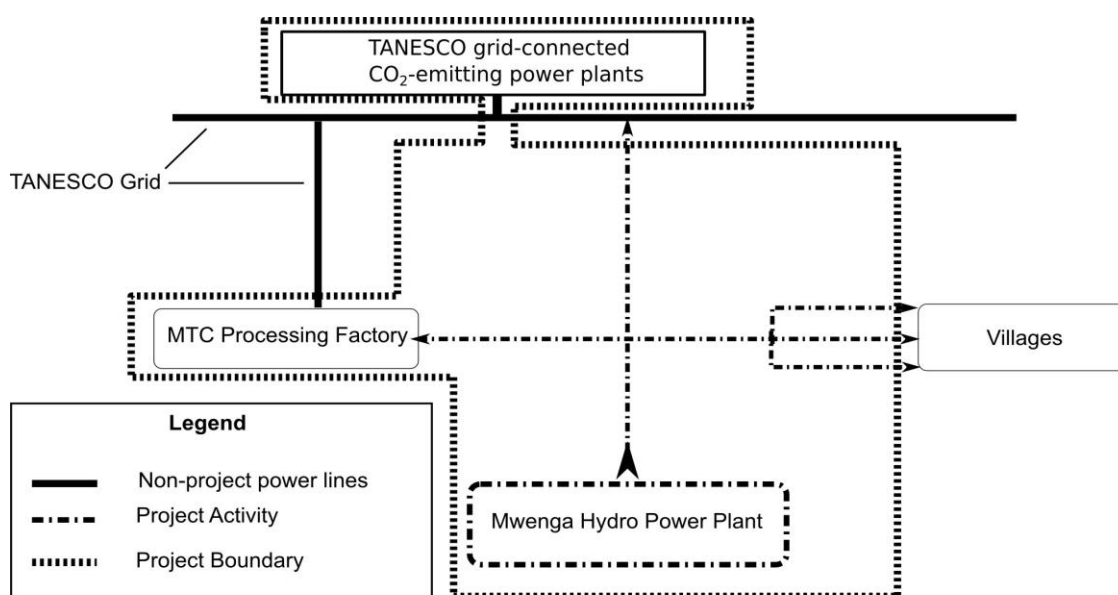 TANESCO grid-connected
CO₂-emitting power plants
TANESCO Grid
MTC Processing Factory
Villages
Legend
Non-project power lines
Project Activity
Project Boundary
Mwenga Hydro Power Plant